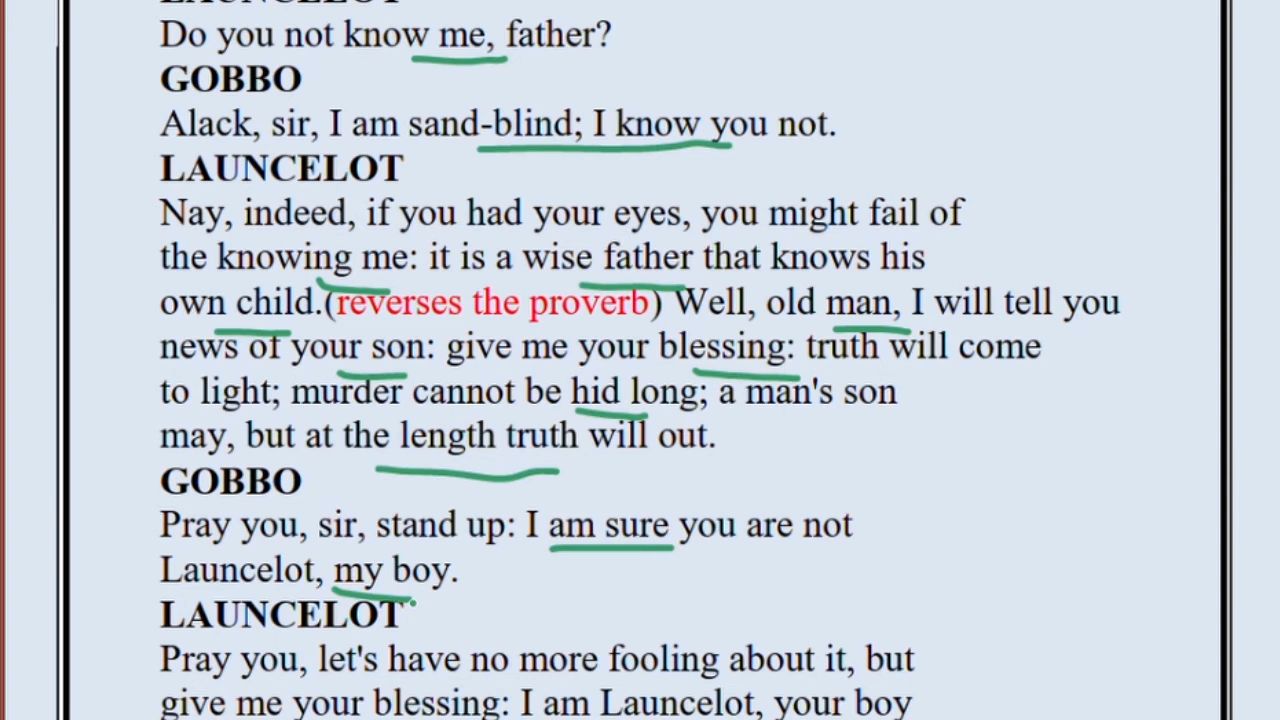 LAUNCELOT
Do you not know me, father?
GOBBO
Alack, sir, I am sand-blind; I know you not.
LAUNCELOT
Nay, indeed, if you had your eyes, you might fail of
the knowing me: it is a wise father that knows his
own child.(reverses the proverb) Well, old man, I will tell you
news of your son: give me your blessing: truth will come
to light; murder cannot be hid long; a man's son
may, but at the length truth will out.
GOBBO
Pray you, sir, stand up: I am sure you are not
Launcelot, my boy.
LAUNCELOT
Pray you, let's have no more fooling about it, but
give me your blessing: I am Launcelot, your boy